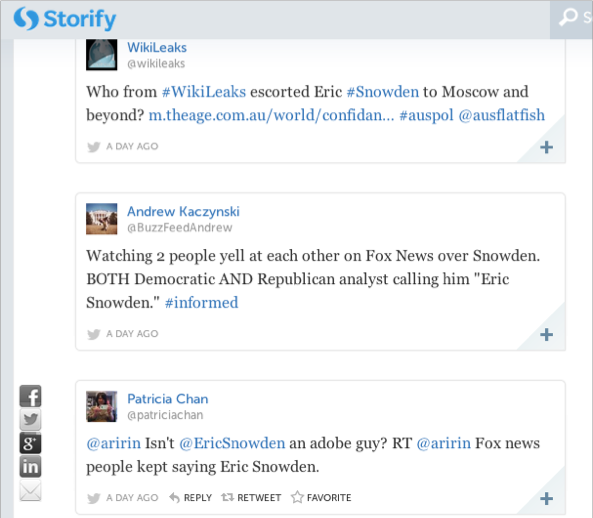 Storify
S
WikiLeaks
@wikileaks
Who from #WikiLeaks escorted Eric #Snowden to Moscow and
beyond? m.theage.com.au/world/confidan... #auspol @ausflatfish
A DAY AGO
Andrew Kaczynski
@BuzzFeedAndrew
Watching 2 people yell at each other on Fox News over Snowden.
BOTH Democratic AND Republican analyst calling him "Eric
Snowden." #informed
A DAY AGO
Patricia Chan
@patriciachan
@aririn Isn't @EricSnowden an adobe guy? RT @aririn Fox news
people kept saying Eric Snowden.
A DAY AGO REPLY RETWEET FAVORITE